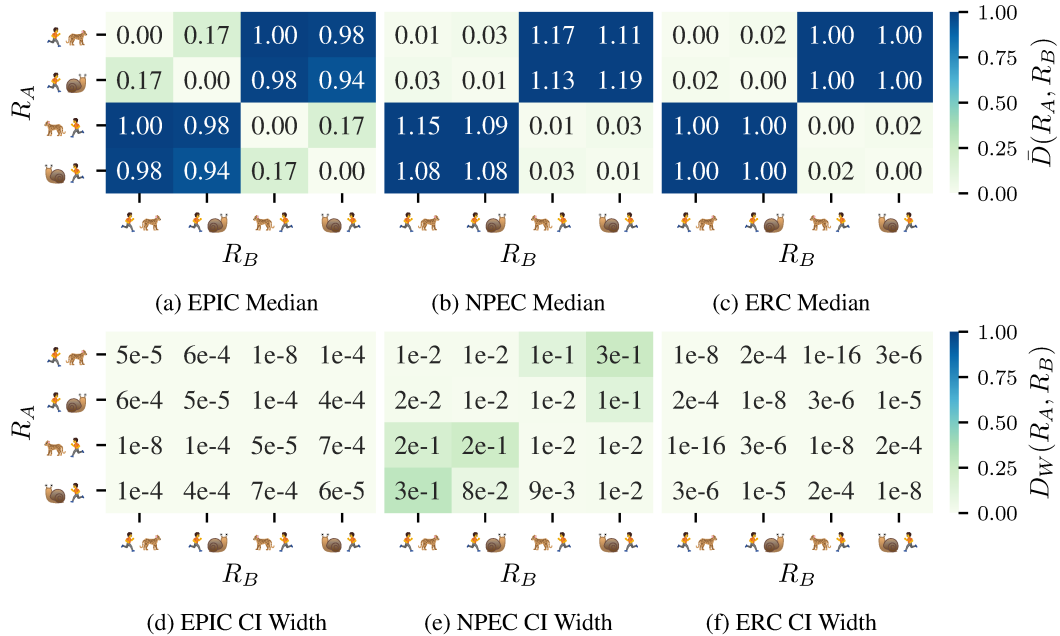 0.00 0.17 1.00 0.98 0.01 0.03 1.17 1.11 0.00 0.02 1.00 1.00 1.00
0.17 0.00 0.98 0.94 0.03 0.01 1.13 1.19 0.02 0.00 1.00 1.00 0.75
R_A 0.50 D̄(R_A, R_B)
1.00 0.98 0.00 0.17 1.15 1.09 0.01 0.03 1.00 1.00 0.00 0.02 0.25
0.98 0.94 0.17 0.00 1.08 1.08 0.03 0.01 1.00 1.00 0.02 0.00 0.00
R_B R_B R_B
(a) EPIC Median (b) NPEC Median (c) ERC Median
5e-5 6e-4 1e-8 1e-4 1e-2 1e-2 1e-1 3e-1 1e-8 2e-4 1e-16 3e-6 1.00
6e-4 5e-5 1e-4 4e-4 2e-2 1e-2 1e-2 1e-1 2e-4 1e-8 3e-6 1e-5 0.75
R_A 0.50 D_W(R_A, R_B)
1e-8 1e-4 5e-5 7e-4 2e-1 2e-1 1e-2 1e-2 1e-16 3e-6 1e-8 2e-4 0.25
1e-4 4e-4 7e-4 6e-5 3e-1 8e-2 9e-3 1e-2 3e-6 1e-5 2e-4 1e-8 0.00
R_B R_B R_B
(d) EPIC CI Width (e) NPEC CI Width (f) ERC CI Width